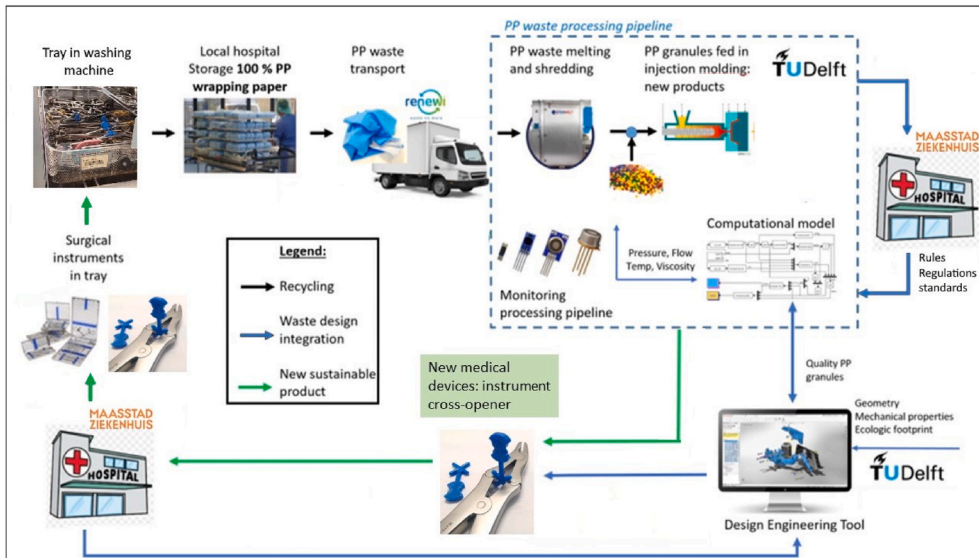 PP waste processing pipeline
Tray in washing
machine
Local hospital
Storage 100 % PP
wrapping paper
PP waste
transport
renewi
PP waste melting
and shredding
PP granules fed in
injection molding:
new products
TUDelft
MAASSTAD
ZIEKENHUIS
HOSPITAL
Rules
Regulations
standards
Computational model
Pressure, Flow
Temp, Viscosity
Monitoring
processing pipeline
Surgical
instruments
in tray
Legend:
Recycling
Waste design
integration
New sustainable
product
New medical
devices: instrument
cross-opener
Quality PP
granules
Geometry
Mechanical properties
Ecologic footprint
TUDelft
Design Engineering Tool
MAASSTAD
ZIEKENHUIS
HOSPITAL